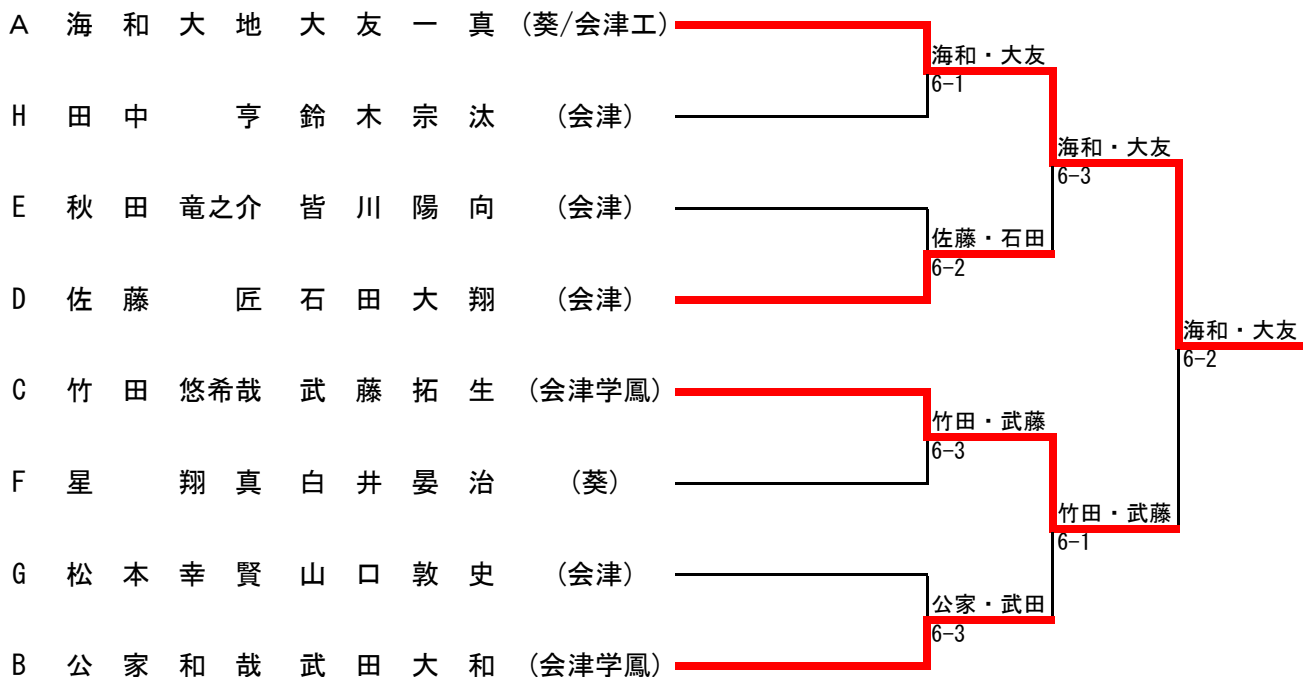 A 海 和 大 地 大 友 一 真 (葵/会津工)
海和・大友
6-1
H 田 中 亨 鈴 木 宗 汰 (会津)
海和・大友
6-3
E 秋 田 竜之介 皆 川 陽 向 (会津)
佐藤・石田
6-2
D 佐 藤 匠 石 田 大 翔 (会津)
海和・大友
6-2
C 竹 田 悠希哉 武 藤 拓 生 (会津学鳳)
竹田・武藤
6-3
F 星 翔 真 白 井 晏 治 (葵)
竹田・武藤
6-1
G 松 本 幸 賢 山 口 敦 史 (会津)
公家・武田
6-3
B 公 家 和 哉 武 田 大 和 (会津学鳳)